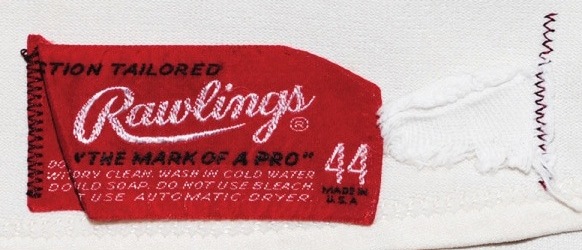 CTION TAILORED
Rawlings®
"THE MARK OF A PRO" 44
DRY CLEAN. WASH IN COLD WATER
SOAP. DO NOT USE BLEACH.
USE AUTOMATIC DRYER.
MADE IN
U.S.A